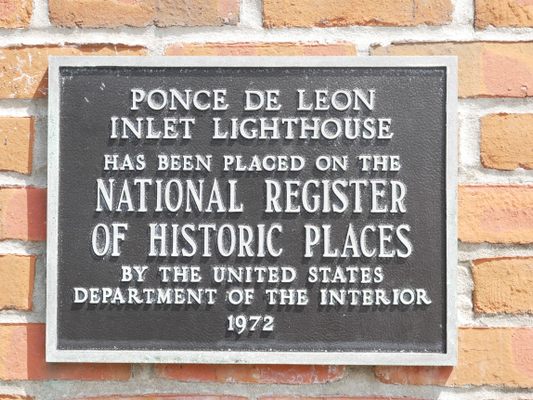 PONCE DE LEON
INLET LIGHTHOUSE
HAS BEEN PLACED ON THE
NATIONAL REGISTER
OF HISTORIC PLACES
BY THE UNITED STATES
DEPARTMENT OF THE INTERIOR
1972